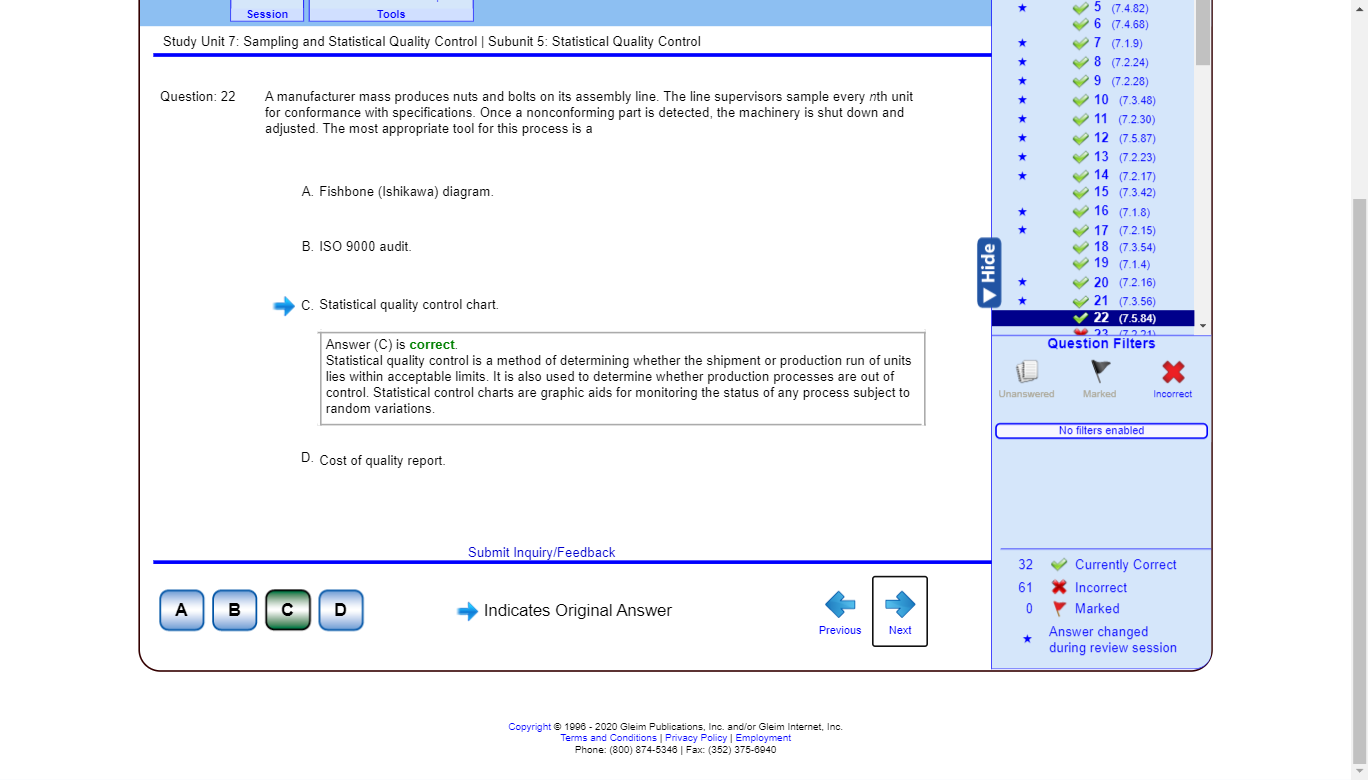 Session
Tools
Study Unit 7: Sampling and Statistical Quality Control | Subunit 5: Statistical Quality Control
Question: 22
A manufacturer mass produces nuts and bolts on its assembly line. The line supervisors sample every nth unit
for conformance with specifications. Once a nonconforming part is detected, the machinery is shut down and
adjusted. The most appropriate tool for this process is a
A. Fishbone (Ishikawa) diagram.
B. ISO 9000 audit.
C. Statistical quality control chart.
Answer (C) is correct.
Statistical quality control is a method of determining whether the shipment or production run of units
lies within acceptable limits. It is also used to determine whether production processes are out of
control. Statistical control charts are graphic aids for monitoring the status of any process subject to
random variations.
D. Cost of quality report.
Submit Inquiry/Feedback
A B C D
Indicates Original Answer
Previous
Next
Hide
5 (7.4.82)
6 (7.4.68)
7 (7.1.9)
8 (7.2.24)
9 (7.2.28)
10 (7.3.48)
11 (7.2.30)
12 (7.5.87)
13 (7.2.23)
14 (7.2.17)
15 (7.3.42)
16 (7.1.8)
17 (7.2.15)
18 (7.3.54)
19 (7.1.4)
20 (7.2.16)
21 (7.3.56)
22 (7.5.84)
23 (7.2.21)
Question Filters
Unanswered
Marked
Incorrect
No filters enabled
32 Currently Correct
61 Incorrect
0 Marked
Answer changed
during review session
Copyright © 1996 - 2020 Gleim Publications, Inc. and/or Gleim Internet, Inc.
Terms and Conditions | Privacy Policy | Employment
Phone: (800) 874-5346 | Fax: (352) 375-6940